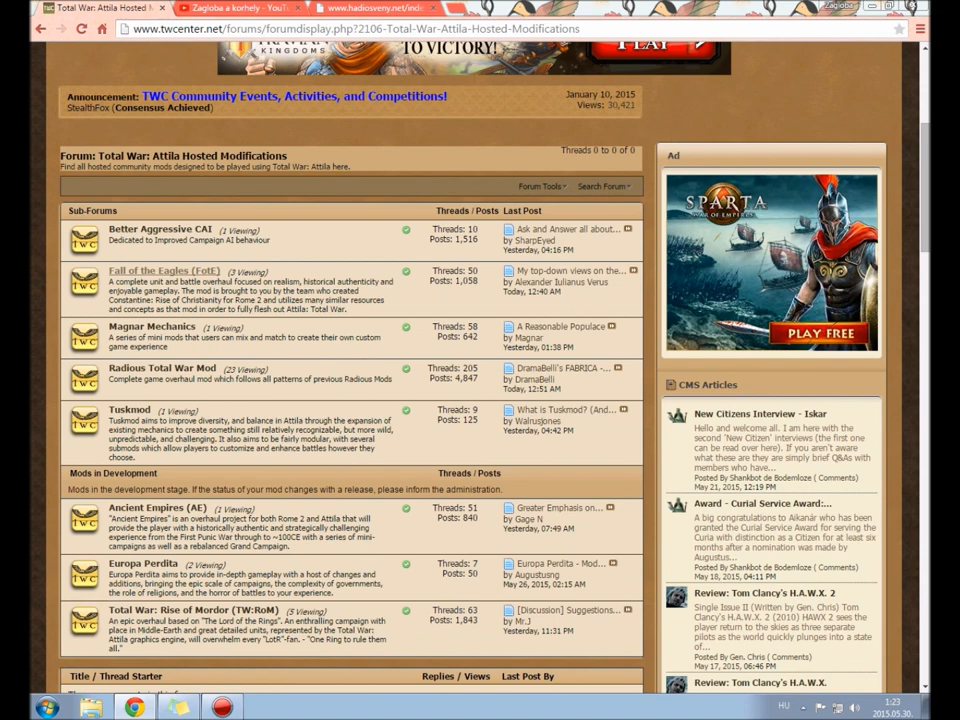 Total War: Attila Hosted M
Zagloba a korhely - YouT
www.hadiosveny.net/inde
Zagloba
www.twcenter.net/forums/forumdisplay.php?2106-Total-War-Attila-Hosted-Modifications
KINGDOMS
TO VICTORY!
PLAY
Announcement: TWC Community Events, Activities, and Competitions!
StealthFox (Consensus Achieved)
January 10, 2015
Views: 30,421
Threads 0 to 0 of 0
Forum: Total War: Attila Hosted Modifications
Find all hosted community mods designed to be played using Total War: Attila here.
Forum Tools
Search Forum
Sub-Forums
Threads / Posts
Last Post
TWC
Better Aggressive CAI (1 Viewing)
Dedicated to Improved Campaign AI behaviour
Threads: 10
Posts: 1,516
Ask and Answer all about...
by SharpEyed
Yesterday, 04:16 PM
TWC
Fall of the Eagles (FotE) (3 Viewing)
A complete unit and battle overhaul focused on realism, historical authenticity and
enjoyable gameplay. The mod is brought to you by the team who created
Constantine: Rise of Christianity for Rome 2 and utilizes many similar resources
and concepts as that mod in order to fully flesh out Attila: Total War.
Threads: 50
Posts: 1,058
My top-down views on the...
by Alexander Iulianus Verus
Today, 12:40 AM
TWC
Magnar Mechanics (1 Viewing)
A series of mini mods that users can mix and match to create their own custom
game experience
Threads: 58
Posts: 642
A Reasonable Populace
by Magnar
Yesterday, 01:38 PM
TWC
Radious Total War Mod (23 Viewing)
Complete game overhaul mod which follows all patterns of previous Radious Mods
Threads: 205
Posts: 4,847
DramaBelli's FABRICA -...
by DramaBelli
Today, 12:51 AM
TWC
Tuskmod (1 Viewing)
Tuskmod aims to improve diversity, and balance in Attila through the expansion of
existing mechanics to create something still relatively recognizable, but more wild,
unpredictable, and challenging. It also aims to be fairly modular, with several
submods which allow players to customize and enhance battles however they
choose.
Threads: 9
Posts: 125
What is Tuskmod? (And...
by Walrusjones
Yesterday, 04:42 PM
Mods in Development
Threads / Posts
Mods in the development stage. If the status of your mod changes with a release, please inform the administration.
TWC
Ancient Empires (AE) (1 Viewing)
"Ancient Empires" is an overhaul project for both Rome 2 and Attila that will
provide the player with a historically authentic and strategically challenging
experience from the First Punic War through to ~100CE with a series of mini-
campaigns as well as a rebalanced Grand Campaign.
Threads: 51
Posts: 840
Greater Emphasis on...
by Gage N
Yesterday, 07:49 AM
TWC
Europa Perdita (2 Viewing)
Europa Perdita aims to provide in-depth gameplay with a host of changes and
additions, bringing the epic scale of campaigns, the complexity of governments,
the role of religions, and the horror of battles to your experience.
Threads: 7
Posts: 50
Europa Perdita - Mod...
by Augustusng
May 26, 2015, 02:15 AM
TWC
Total War: Rise of Mordor (TW:RoM) (5 Viewing)
An epic overhaul based on "The Lord of the Rings". An enthralling campaign with
place in Middle-Earth and great detailed units, represented by the Total War:
Attila graphics engine, will overwhelm every "LotR"-fan. - "One Ring to rule them
all."
Threads: 63
Posts: 1,843
[Discussion] Suggestions...
by Mr.J
Yesterday, 11:31 PM
Title / Thread Starter
Replies / Views
Last Post By
Ad
SPARTA
WAR OF EMPIRES
PLAY FREE
CMS Articles
New Citizens Interview - Iskar
Hello and welcome all. I am here with the
second 'New Citizen' interviews (the first one
can be read over here). If you aren't aware
what these are they are simply brief Q&As with
members who have...
Posted By Shankbot de Bodemloze ( Comments)
May 21, 2015, 12:19 PM
Award - Curial Service Award:...
A big congratulations to Aikanár who has been
granted the Curial Service Award for serving the
Curia with distinction as a Citizen for at least six
months after a nomination was made by
Augustus...
Posted By Shankbot de Bodemloze ( Comments)
May 18, 2015, 04:11 PM
Review: Tom Clancy's H.A.W.X. 2
Single Issue II (Written by Gen. Chris) Tom
Clancy's H.A.W.X. 2 (2010) HAWX 2 sees the
player return to the skies as three separate
pilots as the world quickly plunges into a state
of...
Posted By Gen. Chris ( Comments)
May 17, 2015, 06:46 PM
Review: Tom Clancy's H.A.W.X.
HU
1:23
2015.05.30.